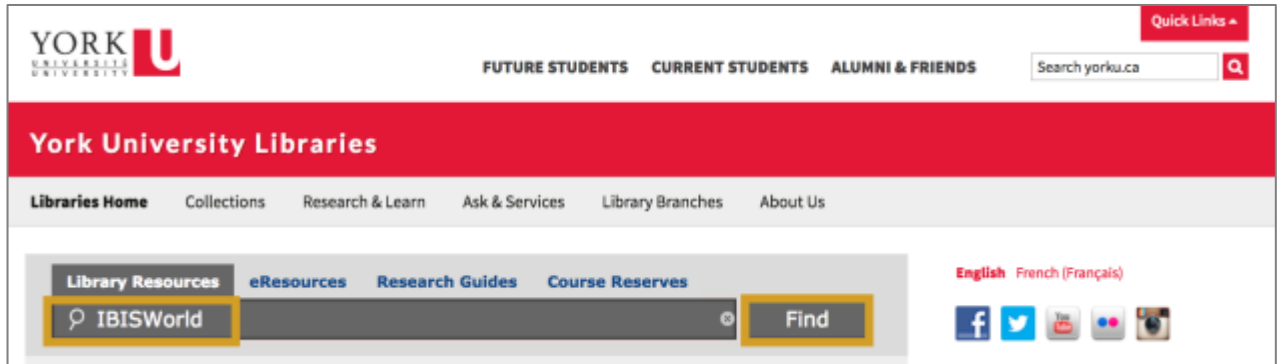 Quick Links
YORK
UNIVERSITÉ
UNIVERSITY
FUTURE STUDENTS CURRENT STUDENTS ALUMNI & FRIENDS Search yorku.ca
York University Libraries
Libraries Home Collections Research & Learn Ask & Services Library Branches About Us
Library Resources eResources Research Guides Course Reserves
English French (Français)
IBISWorld Find
You Tube